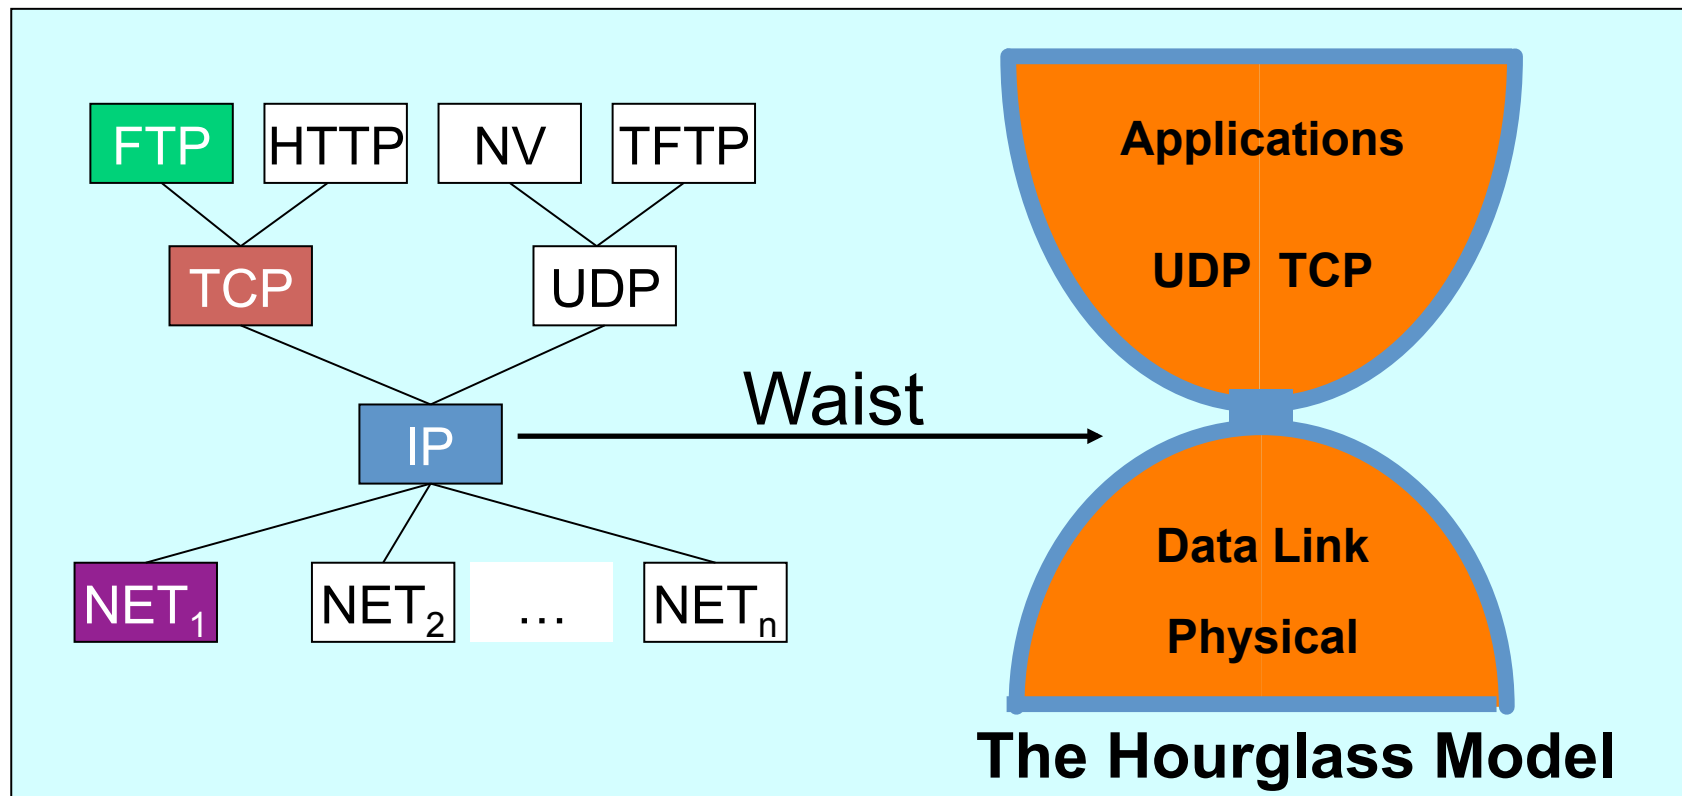 FTP HTTP NV TFTP
TCP UDP
IP
NET1 NET2 … NETn
Waist
Applications
UDP TCP
Data Link
Physical
The Hourglass Model